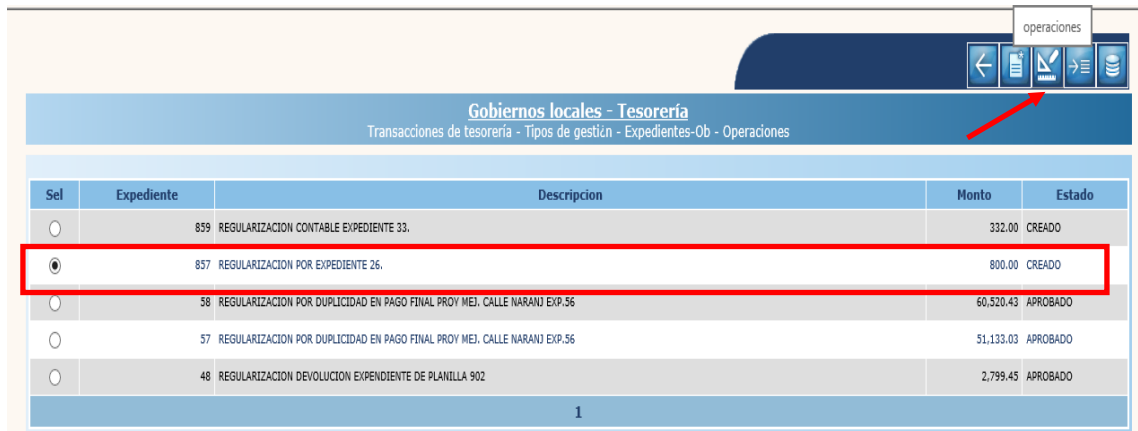 operaciones
Gobiernos locales - Tesorería
Transacciones de tesorería - Tipos de gesti¿n - Expedientes-Ob - Operaciones
Sel Expediente Descripcion Monto Estado
859 REGULARIZACION CONTABLE EXPEDIENTE 33. 332.00 CREADO
857 REGULARIZACION POR EXPEDIENTE 26. 800.00 CREADO
58 REGULARIZACION POR DUPLICIDAD EN PAGO FINAL PROY MEJ. CALLE NARANJ EXP.56 60,520.43 APROBADO
57 REGULARIZACION POR DUPLICIDAD EN PAGO FINAL PROY MEJ. CALLE NARANJ EXP.56 51,133.03 APROBADO
48 REGULARIZACION DEVOLUCION EXPENDIENTE DE PLANILLA 902 2,799.45 APROBADO
1